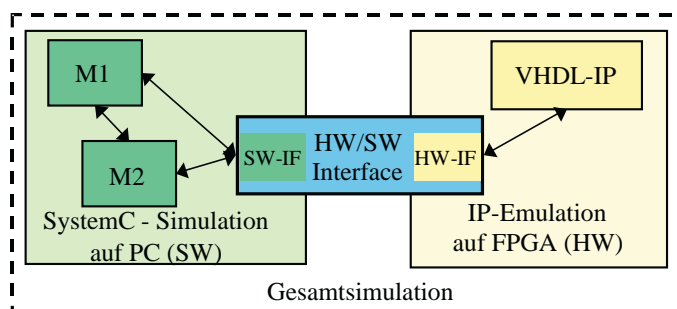 M1
M2
SystemC - Simulation
auf PC (SW)
SW-IF
HW/SW
Interface
HW-IF
VHDL-IP
IP-Emulation
auf FPGA (HW)
Gesamtsimulation